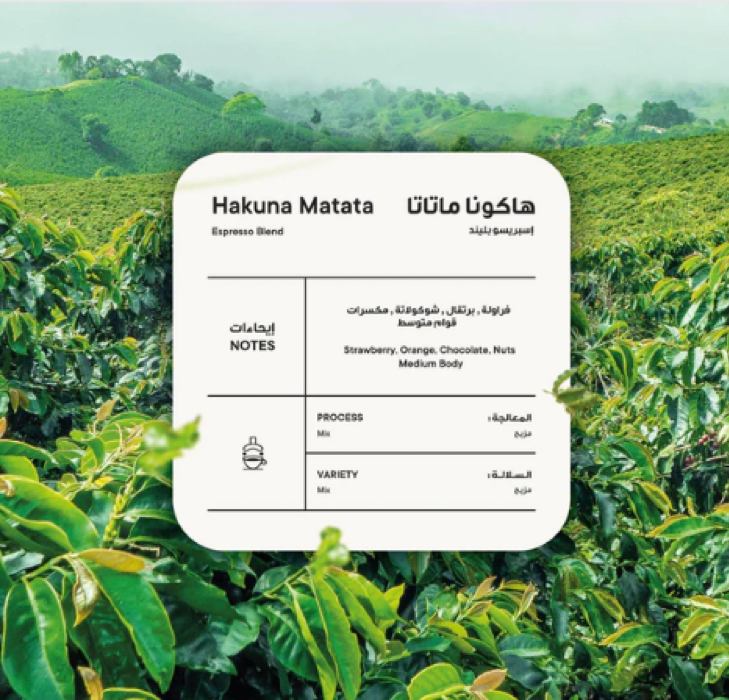 Hakuna Matata
هاكونا ماتاتا
Espresso Blend
إسبريسو بليند
إيحاءات
NOTES
فراولة , برتقال , شوكولاتة , مكسرات
قوام متوسط
Strawberry, Orange, Chocolate, Nuts
Medium Body
PROCESS
المعالجة :
Mix
مزيج
VARIETY
السلالة :
Mix
مزيج